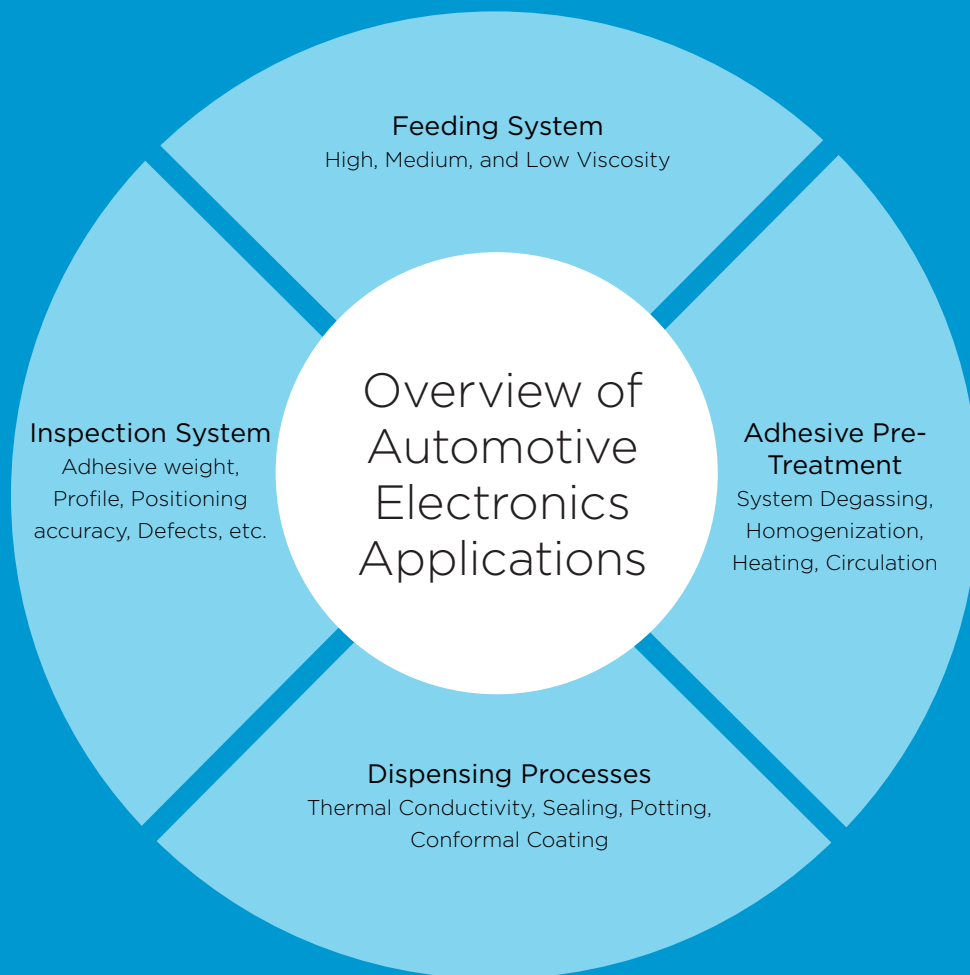 Feeding System
High, Medium, and Low Viscosity
Overview of
Automotive
Electronics
Applications
Inspection System
Adhesive weight,
Profile, Positioning
accuracy, Defects, etc.
Adhesive Pre-
Treatment
System Degassing,
Homogenization,
Heating, Circulation
Dispensing Processes
Thermal Conductivity, Sealing, Potting,
Conformal Coating